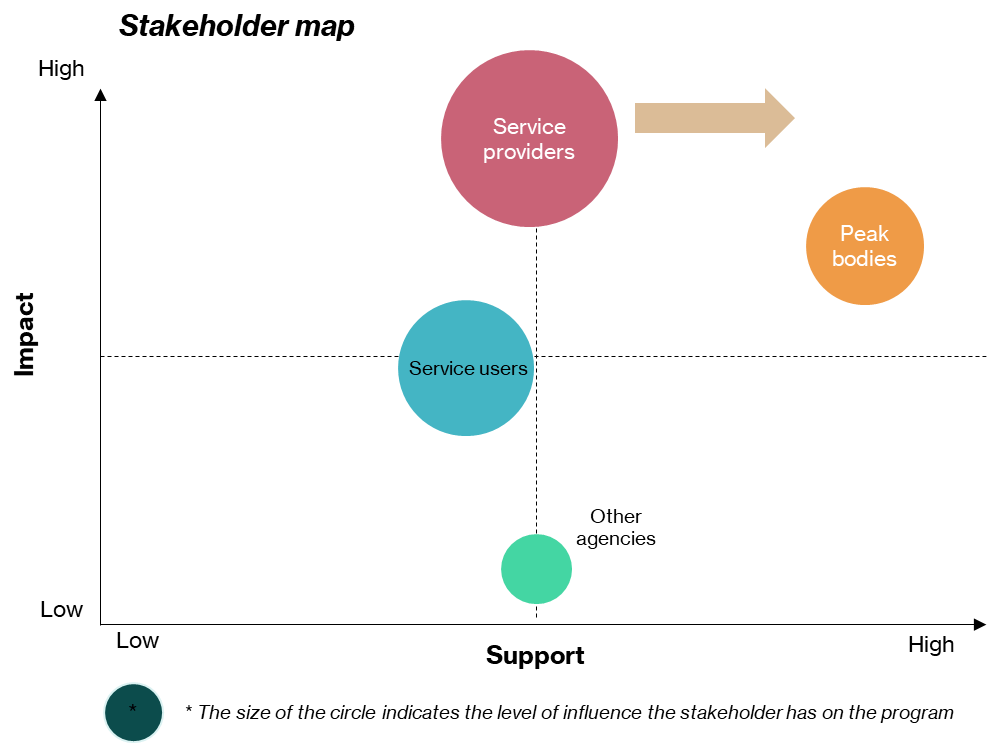 Stakeholder map
High
Service
providers
Peak
bodies
Impact
Service users
Other
agencies
Low
Low
High
Support
*
* The size of the circle indicates the level of influence the stakeholder has on the program